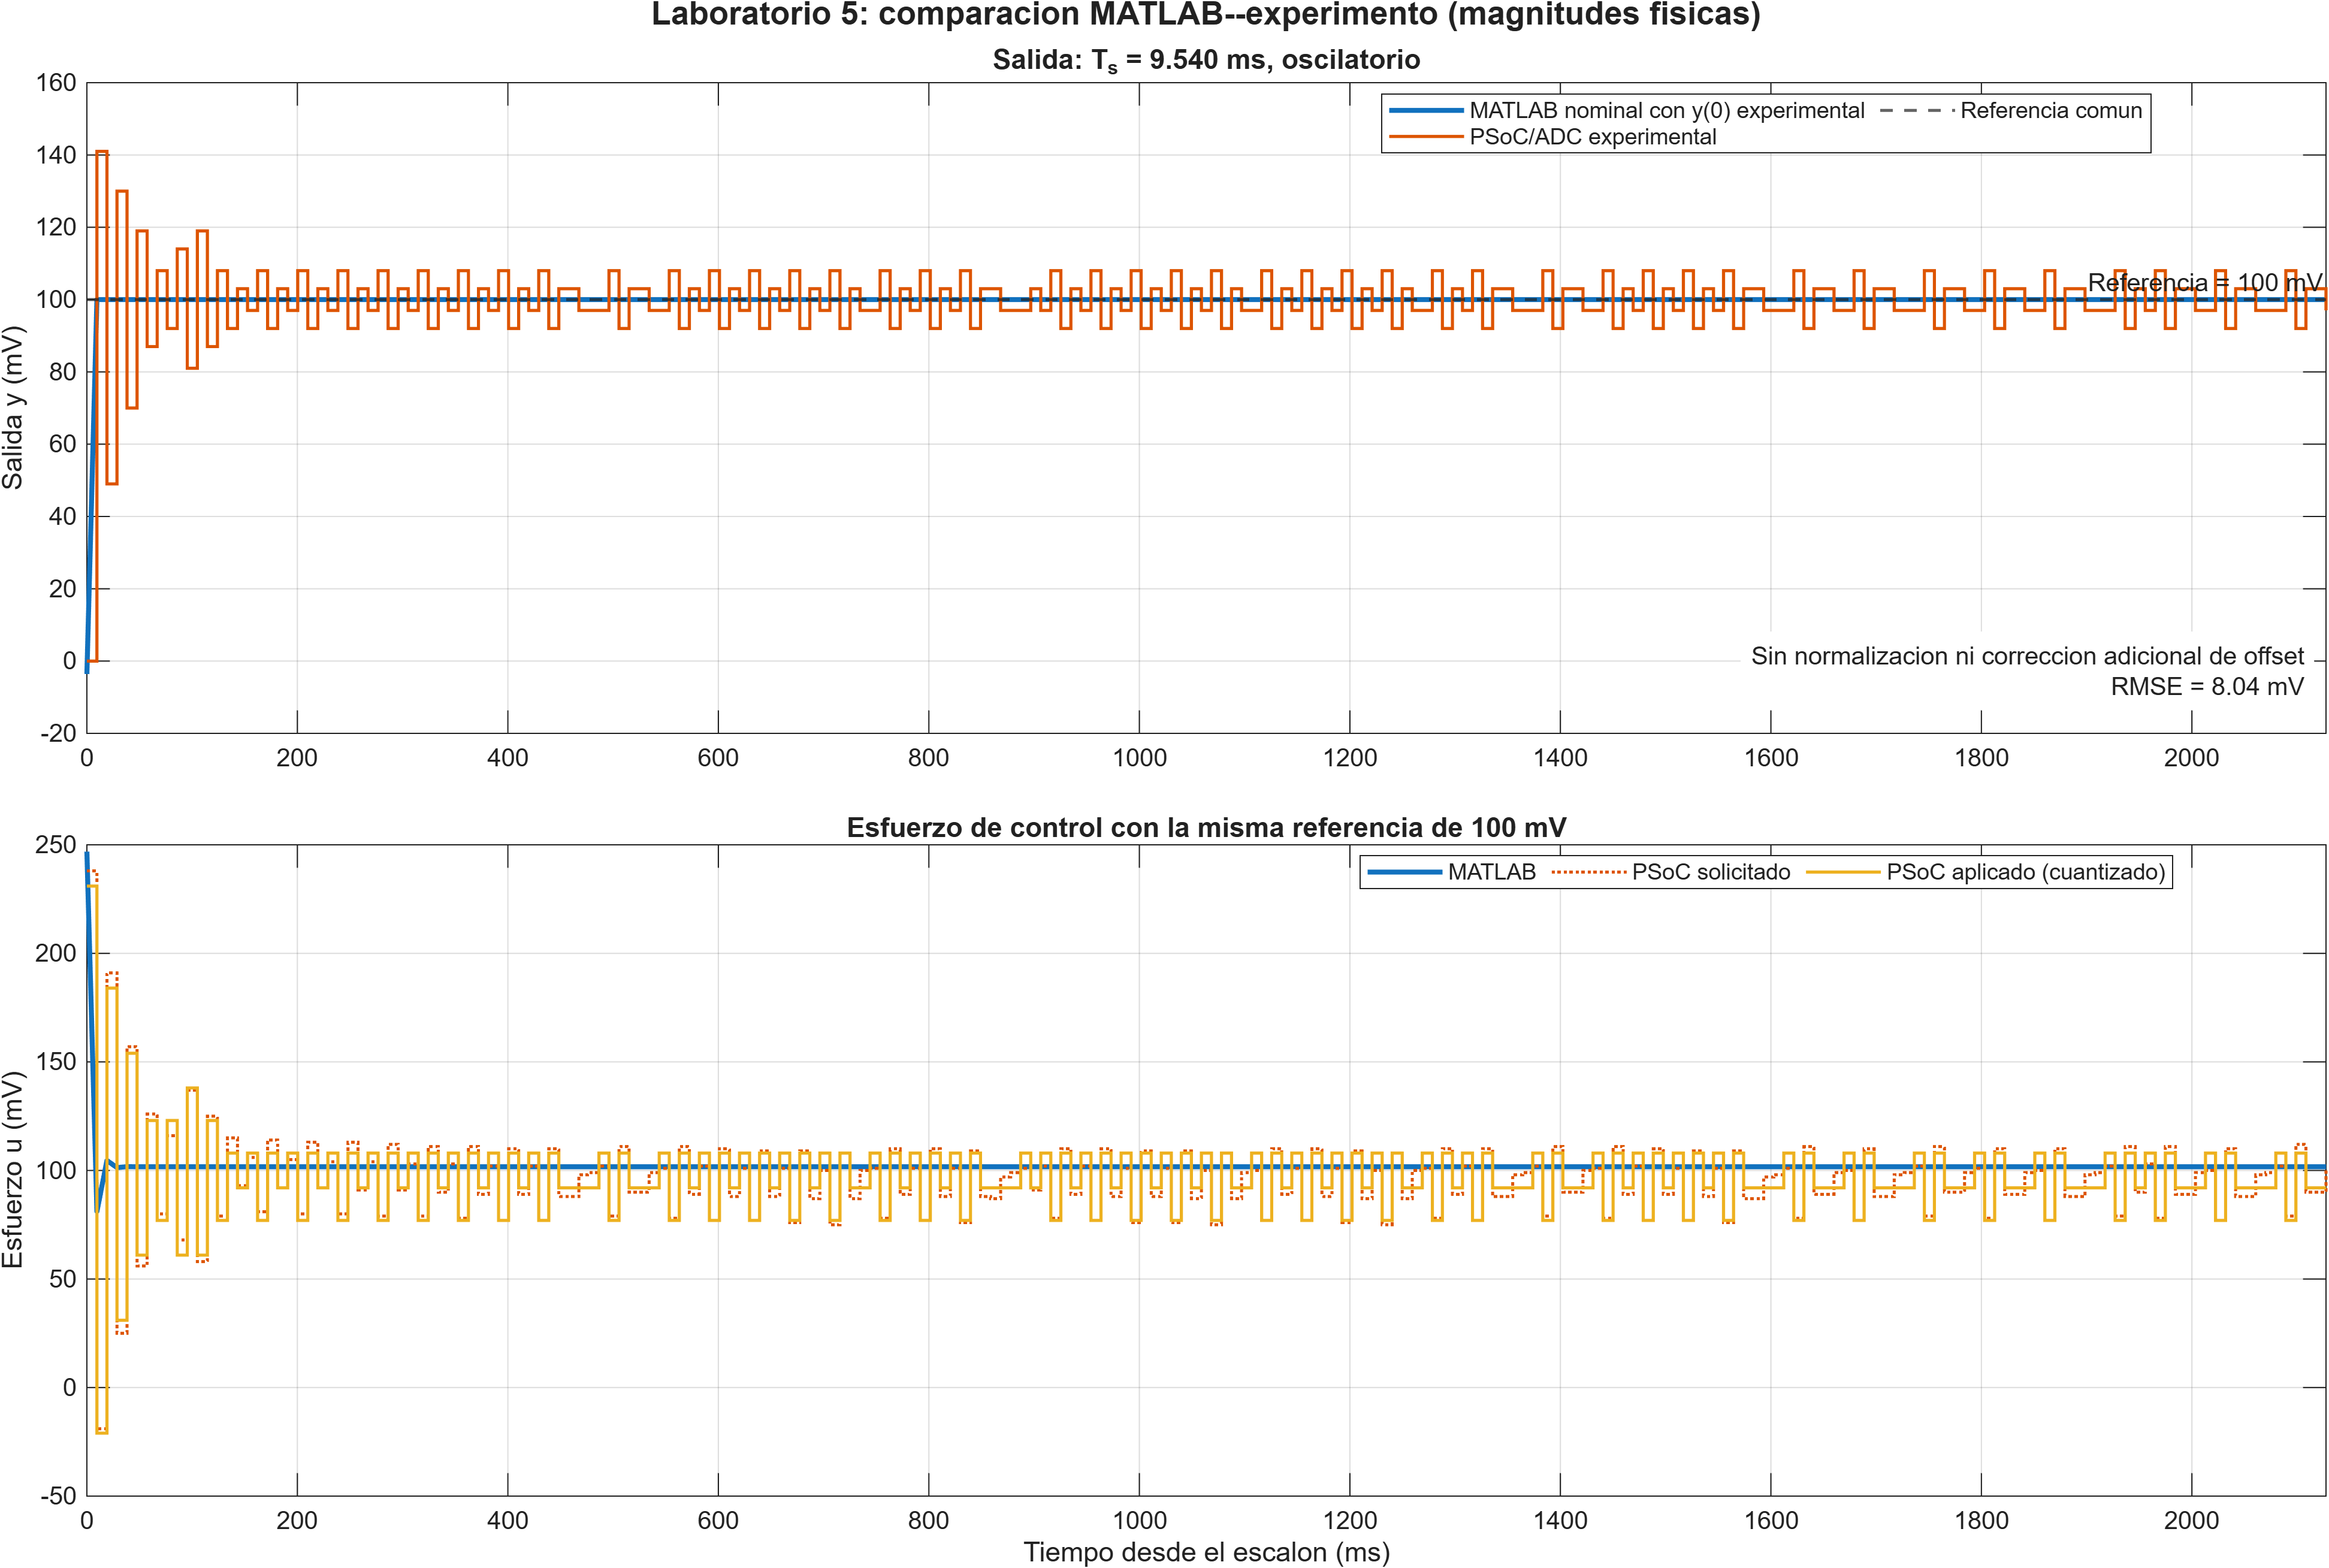 Laboratorio 5: comparacion MATLAB--experimento (magnitudes fisicas)
Salida: Ts = 9.540 ms, oscilatorio
160
140
120
100
80
60
40
20
0
-20
Salida y (mV)
MATLAB nominal con y(0) experimental
Referencia comun
PSoC/ADC experimental
Referencia = 100 mV
Sin normalizacion ni correccion adicional de offset
RMSE = 8.04 mV
0 200 400 600 800 1000 1200 1400 1600 1800 2000
Esfuerzo de control con la misma referencia de 100 mV
250
200
150
100
50
0
-50
Esfuerzo u (mV)
MATLAB PSoC solicitado PSoC aplicado (cuantizado)
0 200 400 600 800 1000 1200 1400 1600 1800 2000
Tiempo desde el escalon (ms)